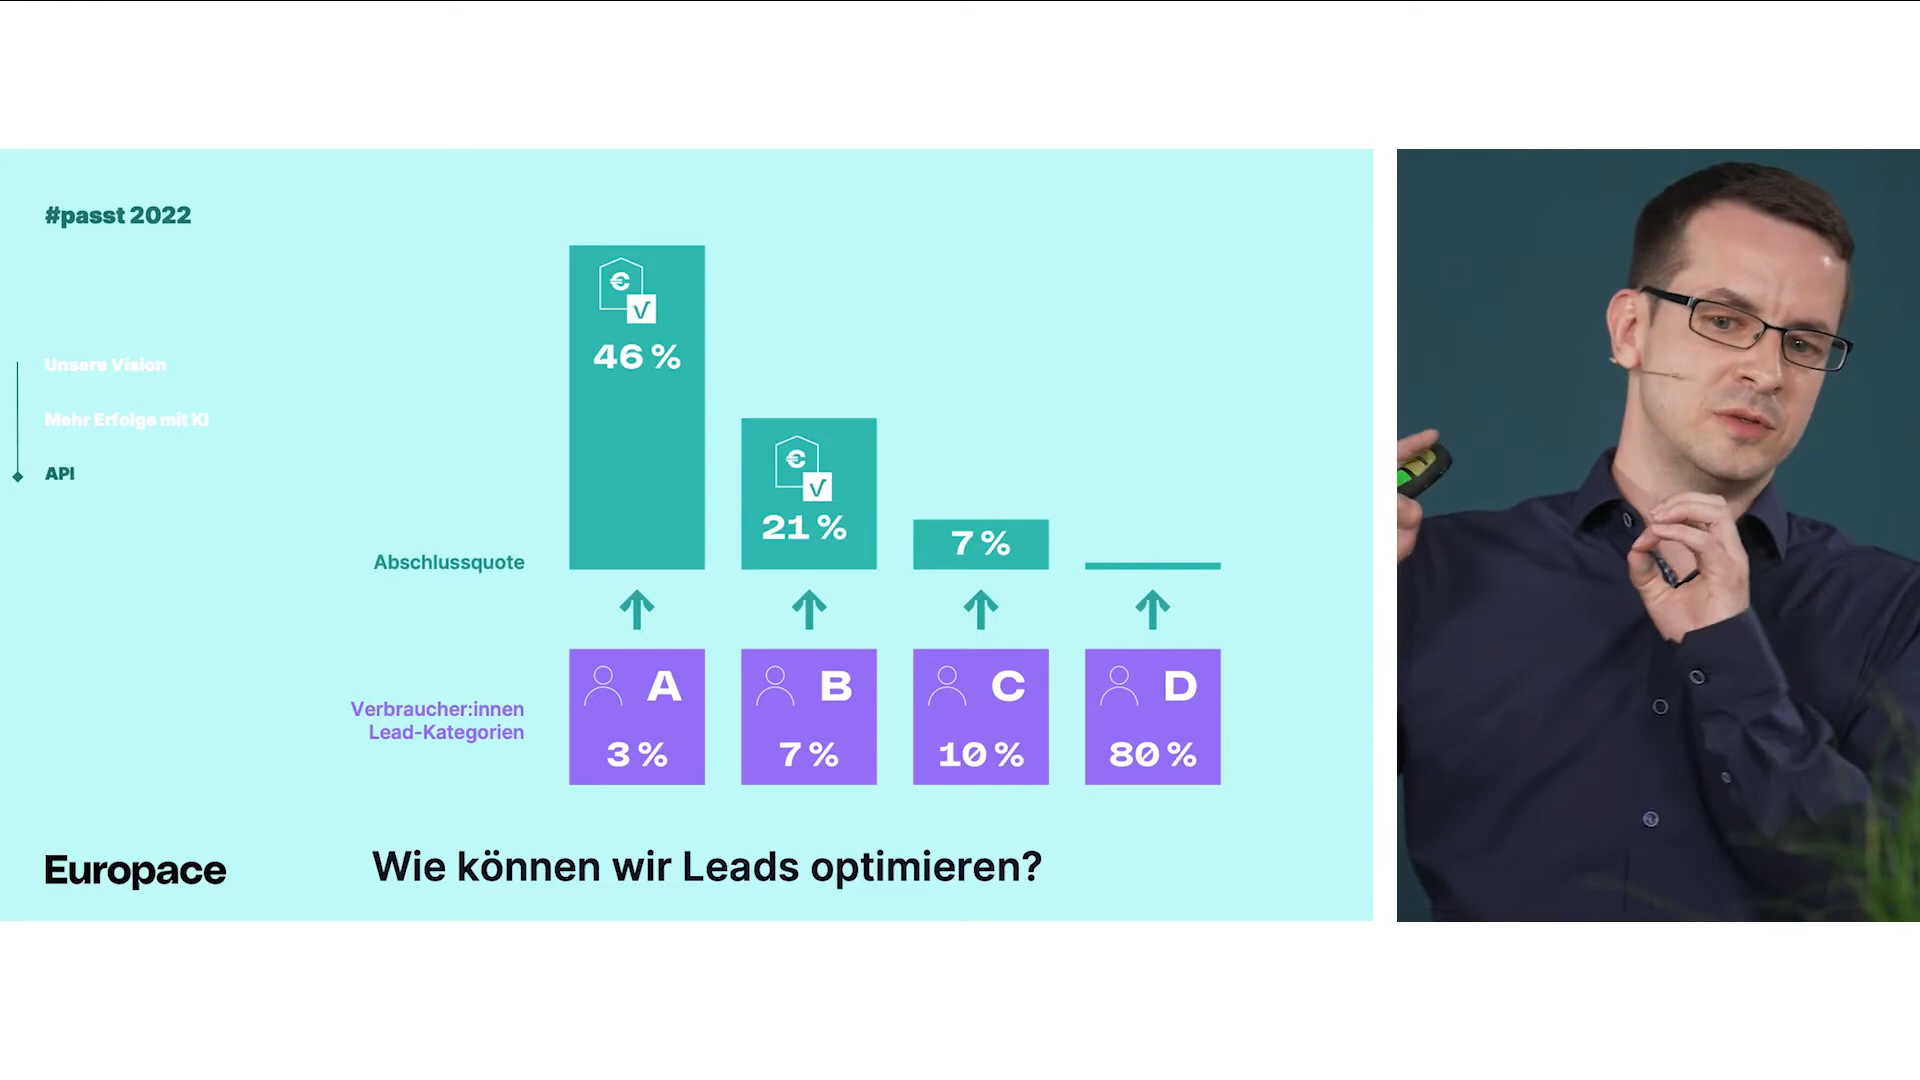 #passt 2022
Unsere Vision
Mehr Erfolge mit KI
API
46 %
21 %
7 %
Abschlussquote
A
B
C
D
Verbraucher:innen
Lead-Kategorien
3 %
7 %
10 %
80 %
Europace
Wie können wir Leads optimieren?